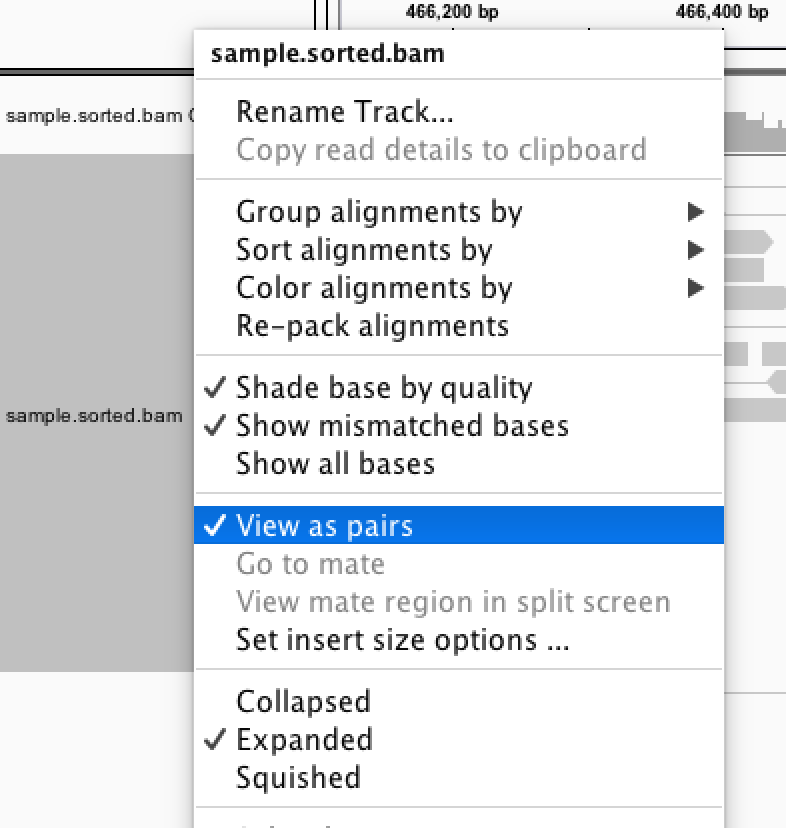 466,200 bp
466,400 bp
sample.sorted.bam
sample.sorted.bam
Rename Track...
Copy read details to clipboard
Group alignments by
Sort alignments by
Color alignments by
Re-pack alignments
Shade base by quality
Show mismatched bases
Show all bases
sample.sorted.bam
View as pairs
Go to mate
View mate region in split screen
Set insert size options ...
Collapsed
Expanded
Squished